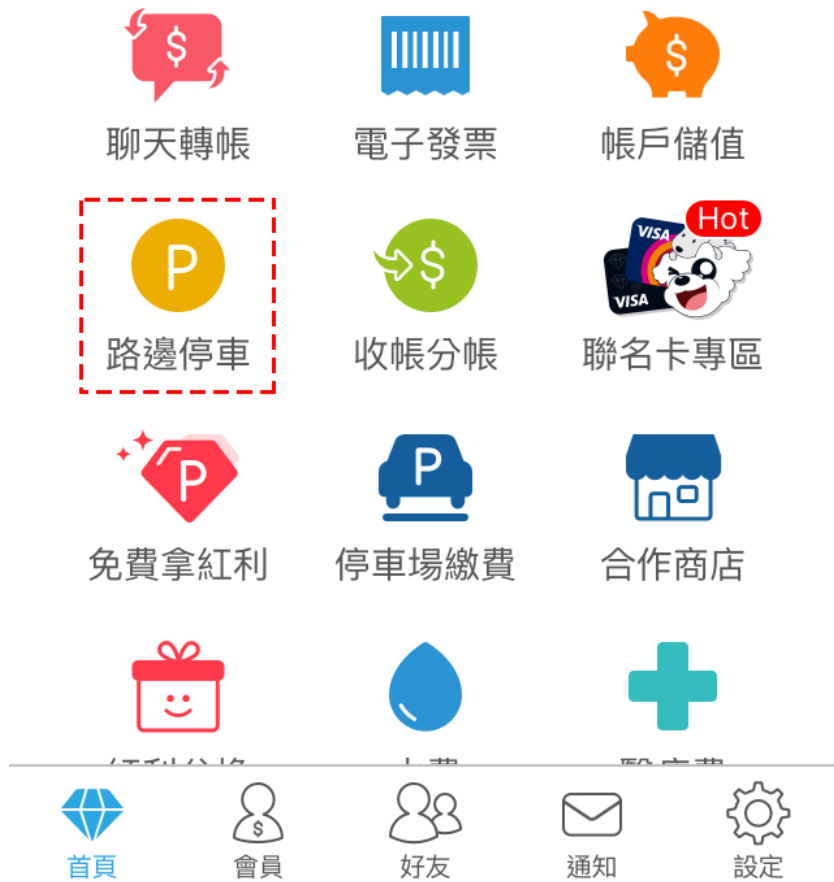 $
聊天轉帳
電子發票
$
帳戶儲值
P
路邊停車
$
收帳分帳
VISA
VISA
Hot
聯名卡專區
P
免費拿紅利
P
停車場繳費
合作商店
首頁
$
會員
好友
通知
設定